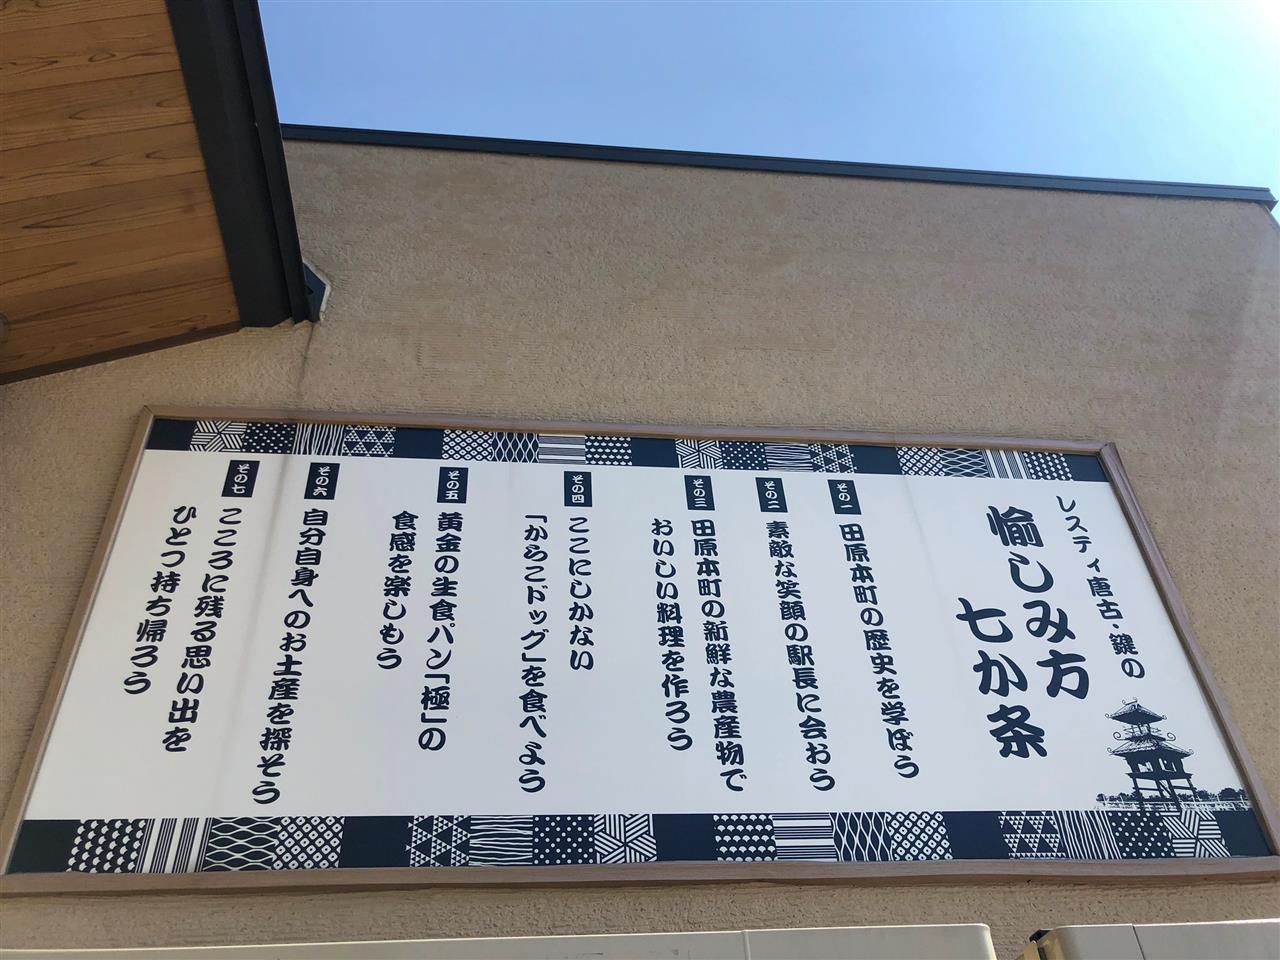 レスティ唐古・鍵の
愉しみ方
七か条
その一
田原本町の歴史を学ぼう
その二
素敵な笑顔の駅長に会おう
その三
田原本町の新鮮な農産物で
おいしい料理を作ろう
その四
ここにしかない
「からこドッグ」を食べよう
その五
黄金の生食パン「極」の
食感を楽しもう
その六
自分自身へのお土産を探そう
その七
こころに残る思い出を
ひとつ持ち帰ろう